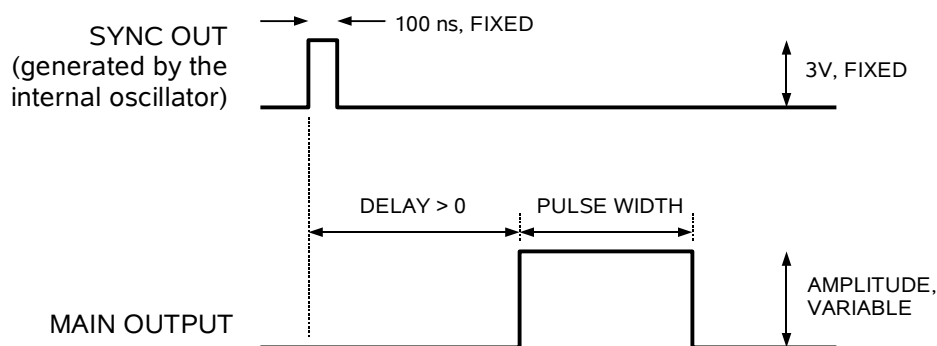 100 ns, FIXED
SYNC OUT
(generated by the
internal oscillator)
3V, FIXED
DELAY > 0
PULSE WIDTH
AMPLITUDE,
VARIABLE
MAIN OUTPUT